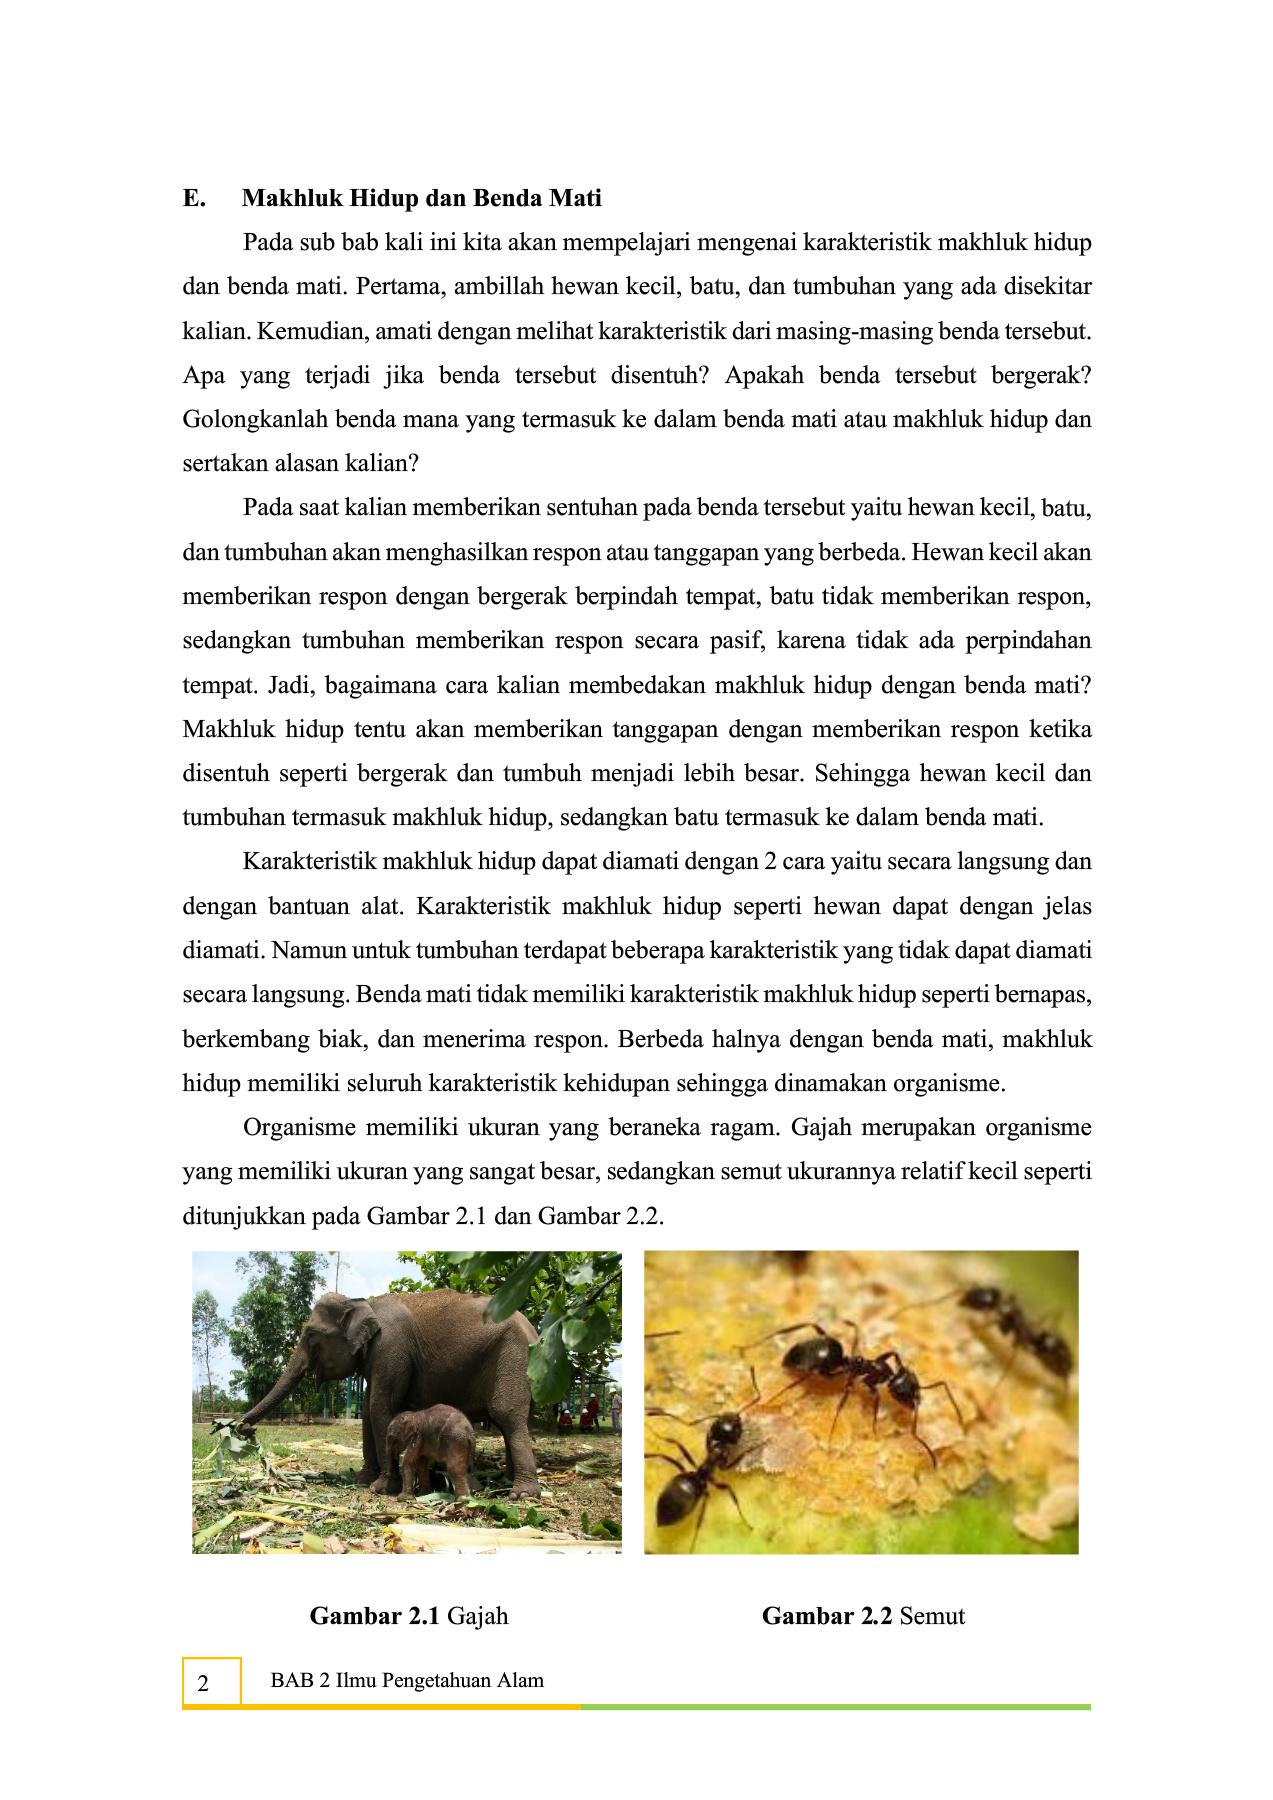 E. Makhluk Hidup dan Benda Mati
Pada sub bab kali ini kita akan mempelajari mengenai karakteristik makhluk hidup
dan benda mati. Pertama, ambillah hewan kecil, batu, dan tumbuhan yang ada disekitar
kalian. Kemudian, amati dengan melihat karakteristik dari masing-masing benda tersebut.
Apa yang terjadi jika benda tersebut disentuh? Apakah benda tersebut bergerak?
Golongkanlah benda mana yang termasuk ke dalam benda mati atau makhluk hidup dan
sertakan alasan kalian?
Pada saat kalian memberikan sentuhan pada benda tersebut yaitu hewan kecil, batu,
dan tumbuhan akan menghasilkan respon atau tanggapan yang berbeda. Hewan kecil akan
memberikan respon dengan bergerak berpindah tempat, batu tidak memberikan respon,
sedangkan tumbuhan memberikan respon secara pasif, karena tidak ada perpindahan
tempat. Jadi, bagaimana cara kalian membedakan makhluk hidup dengan benda mati?
Makhluk hidup tentu akan memberikan tanggapan dengan memberikan respon ketika
disentuh seperti bergerak dan tumbuh menjadi lebih besar. Sehingga hewan kecil dan
tumbuhan termasuk makhluk hidup, sedangkan batu termasuk ke dalam benda mati.
Karakteristik makhluk hidup dapat diamati dengan 2 cara yaitu secara langsung dan
dengan bantuan alat. Karakteristik makhluk hidup seperti hewan dapat dengan jelas
diamati. Namun untuk tumbuhan terdapat beberapa karakteristik yang tidak dapat diamati
secara langsung. Benda mati tidak memiliki karakteristik makhluk hidup seperti bernapas,
berkembang biak, dan menerima respon. Berbeda halnya dengan benda mati, makhluk
hidup memiliki seluruh karakteristik kehidupan sehingga dinamakan organisme.
Organisme memiliki ukuran yang beraneka ragam. Gajah merupakan organisme
yang memiliki ukuran yang sangat besar, sedangkan semut ukurannya relatif kecil seperti
ditunjukkan pada Gambar 2.1 dan Gambar 2.2.
Gambar 2.1 Gajah
Gambar 2.2 Semut
2
BAB 2 Ilmu Pengetahuan Alam